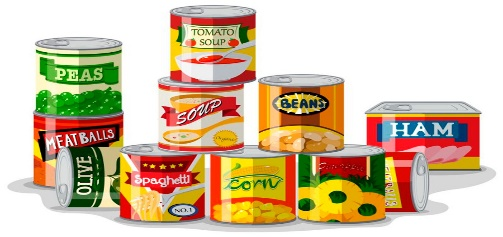 TOMATO
SOUP
PEAS
SOUP
BEANS
MEATBALLS
HAM
OLIVE
Spaghetti
NO.1
Corn